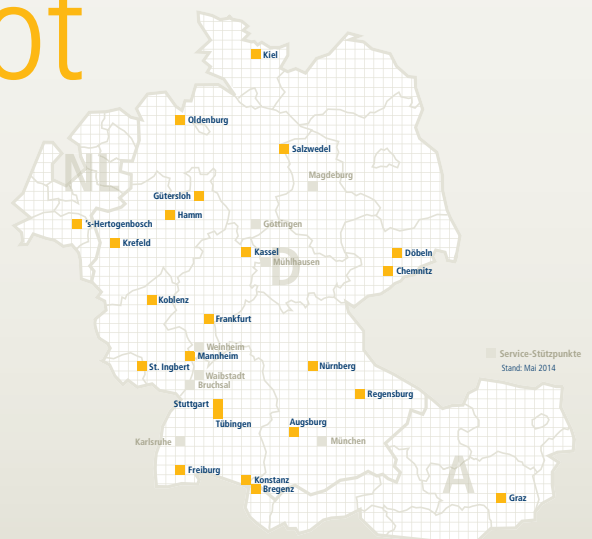 ot
Kiel
Oldenburg
Salzwedel
Magdeburg
NL
Gütersloh
Hamm
's-Hertogenbosch
Göttingen
Krefeld
Kassel
Döbeln
D
Mühlhausen
Chemnitz
Koblenz
Frankfurt
Weinheim
Service-Stützpunkte
Mannheim
St. Ingbert
Nürnberg
Stand: Mai 2014
Waibstadt
Bruchsal
Regensburg
Stuttgart
Tübingen
Augsburg
Karlsruhe
München
Freiburg
A
Konstanz
Bregenz
Graz